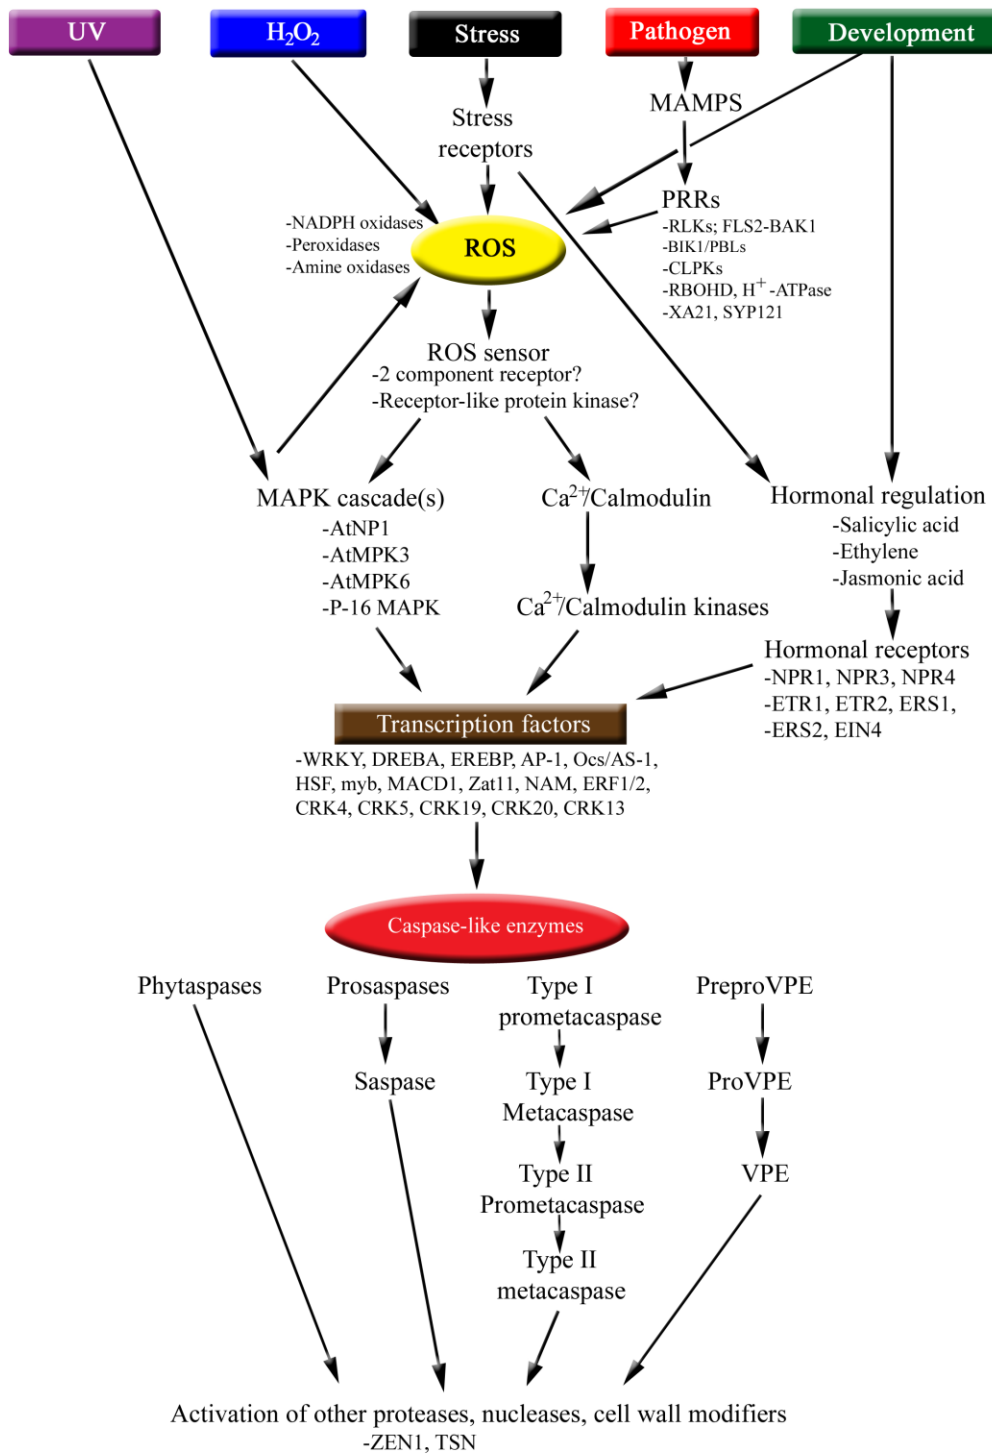 UV
H₂O₂
Stress
Pathogen
Development
Stress
receptors
MAMPS
PRRs
-RLKs; FLS2-BAK1
-BIK1/PBLs
-CLPKs
-RBOHD, H⁺-ATPase
-XA21, SYP121
-NADPH oxidases
-Peroxidases
-Amine oxidases
ROS
ROS sensor
-2 component receptor?
-Receptor-like protein kinase?
MAPK cascade(s)
-AtNP1
-AtMPK3
-AtMPK6
-P-16 MAPK
Ca²⁺/Calmodulin
Ca²⁺/Calmodulin kinases
Hormonal regulation
-Salicylic acid
-Ethylene
-Jasmonic acid
Hormonal receptors
-NPR1, NPR3, NPR4
-ETR1, ETR2, ERS1,
-ERS2, EIN4
Transcription factors
-WRKY, DREBA, EREBP, AP-1, Ocs/AS-1,
HSF, myb, MACD1, Zat11, NAM, ERF1/2,
CRK4, CRK5, CRK19, CRK20, CRK13
Caspase-like enzymes
Phytaspases
Prosaspases
Saspase
Type I
prometacaspase
Type I
Metacaspase
Type II
Prometacaspase
Type II
metacaspase
PreproVPE
ProVPE
VPE
Activation of other proteases, nucleases, cell wall modifiers
-ZEN1, TSN